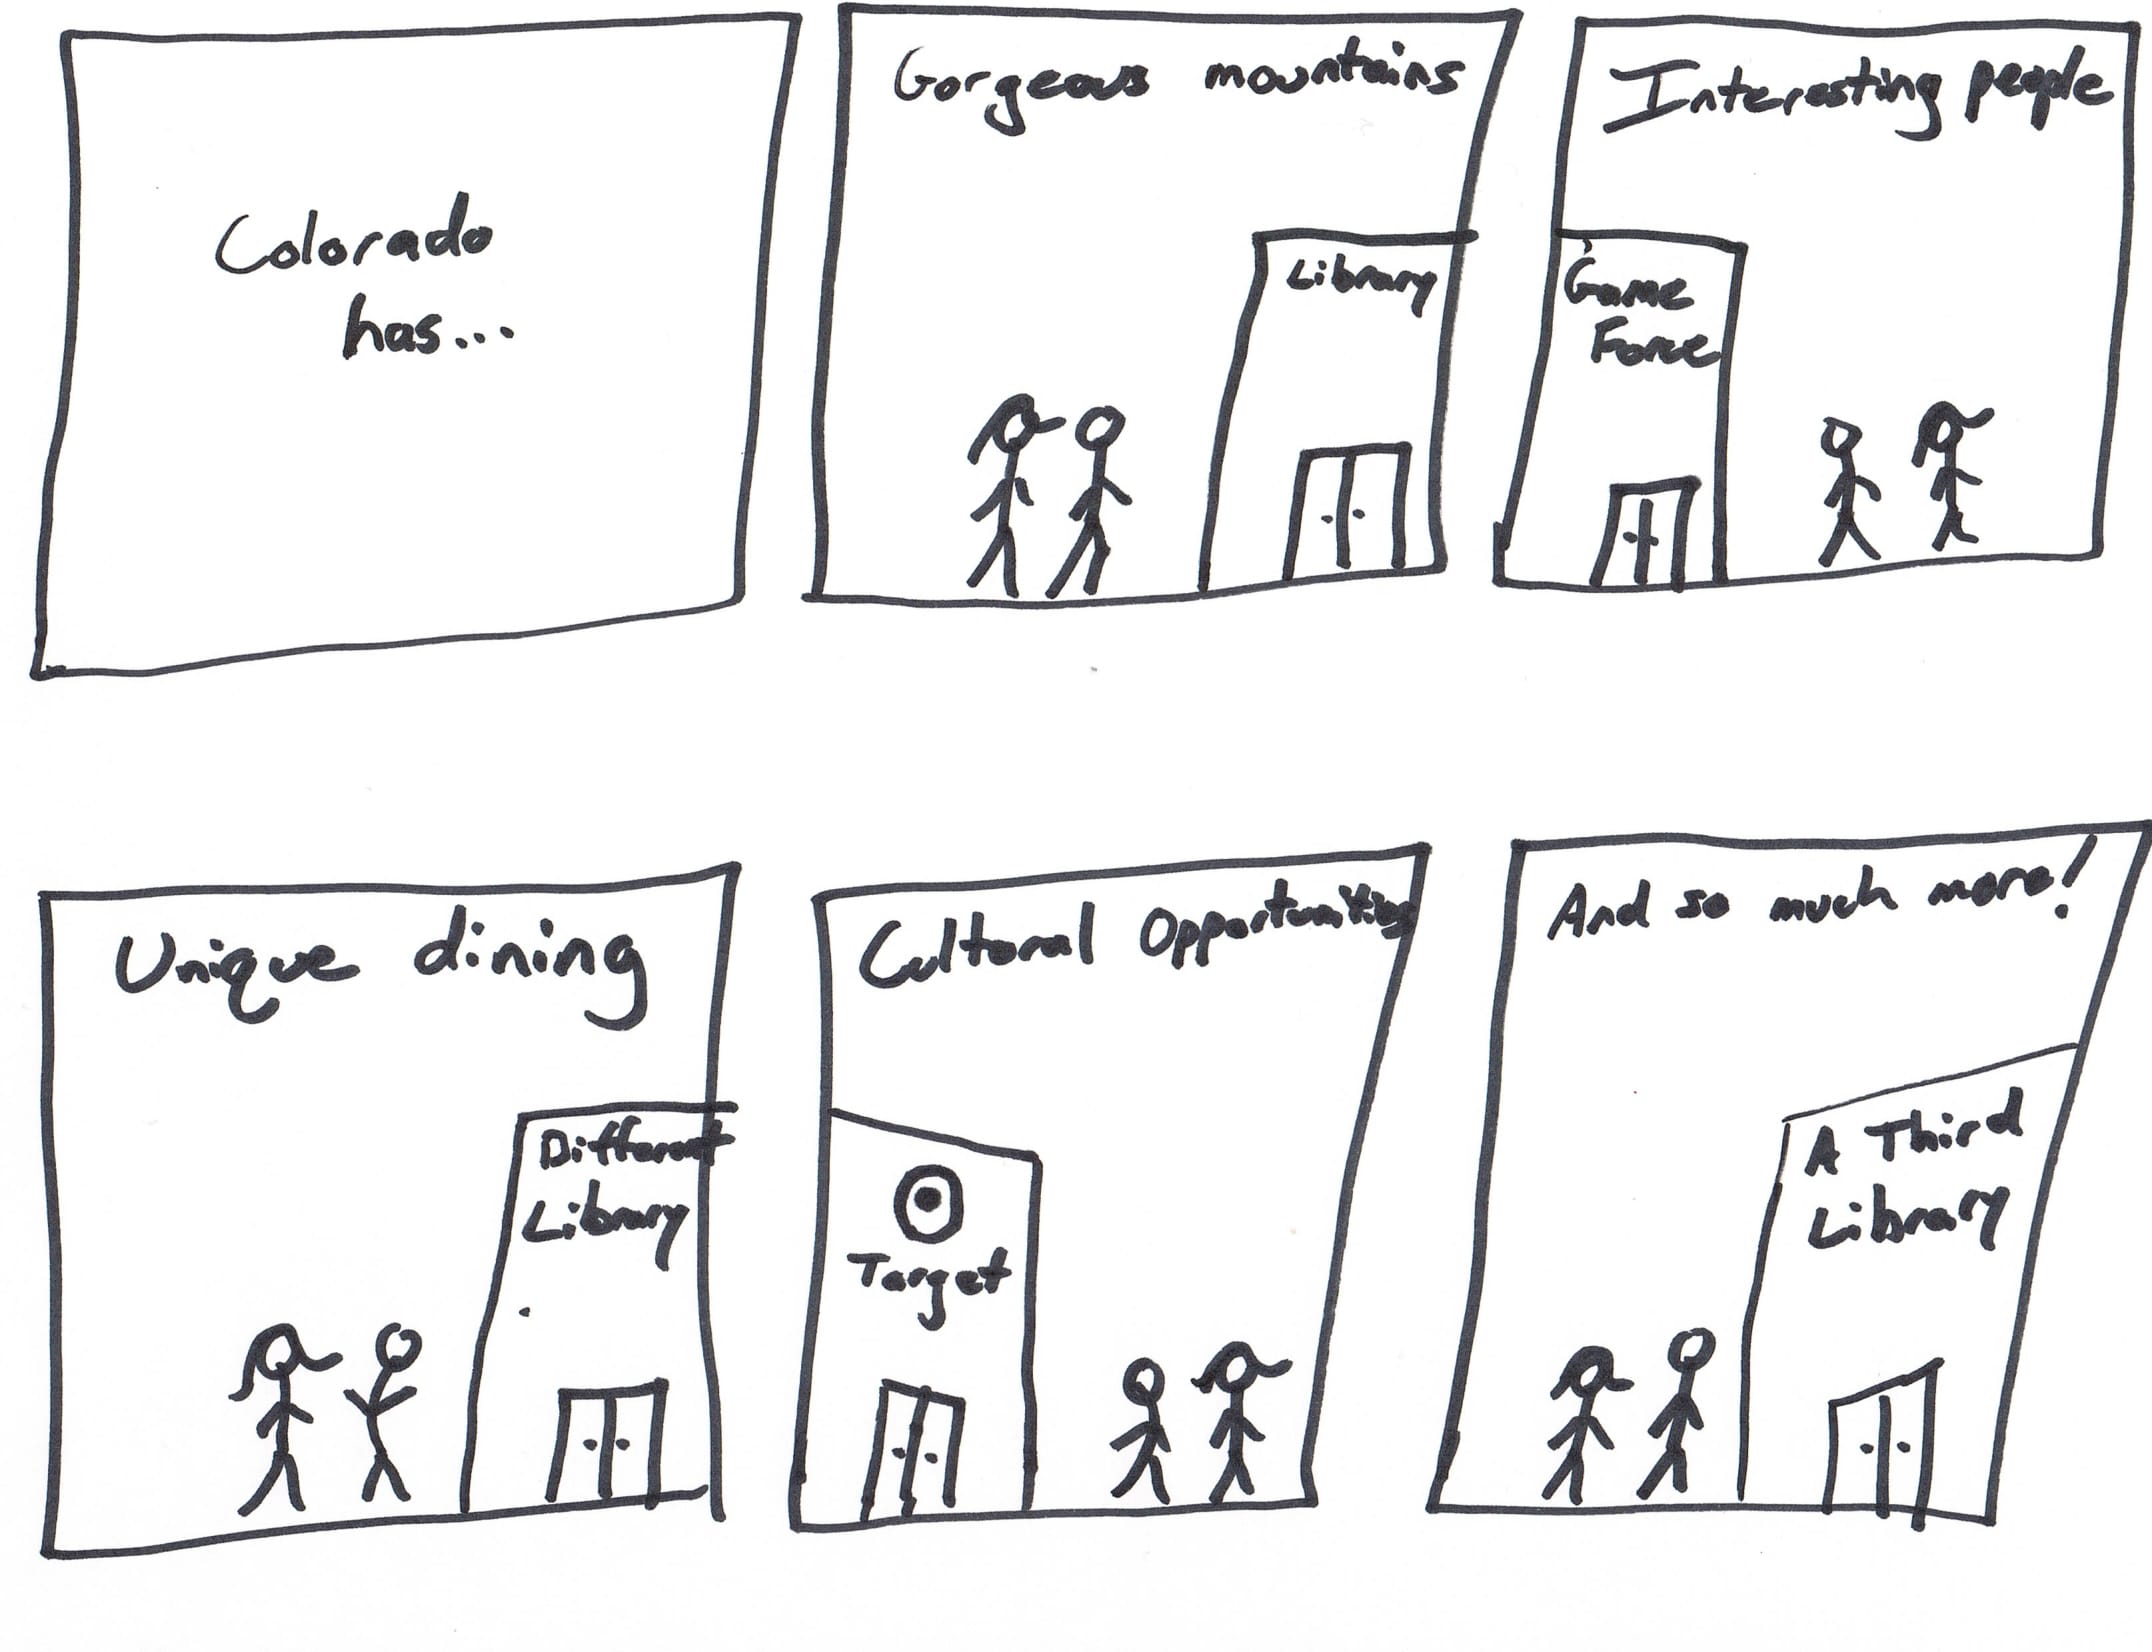 Colorado
has...
Gorgeous mountains
Library
Interesting people
Game
Force
Unique dining
Different
Library
Cultural Opportunities
Target
And so much more!
A Third
Library